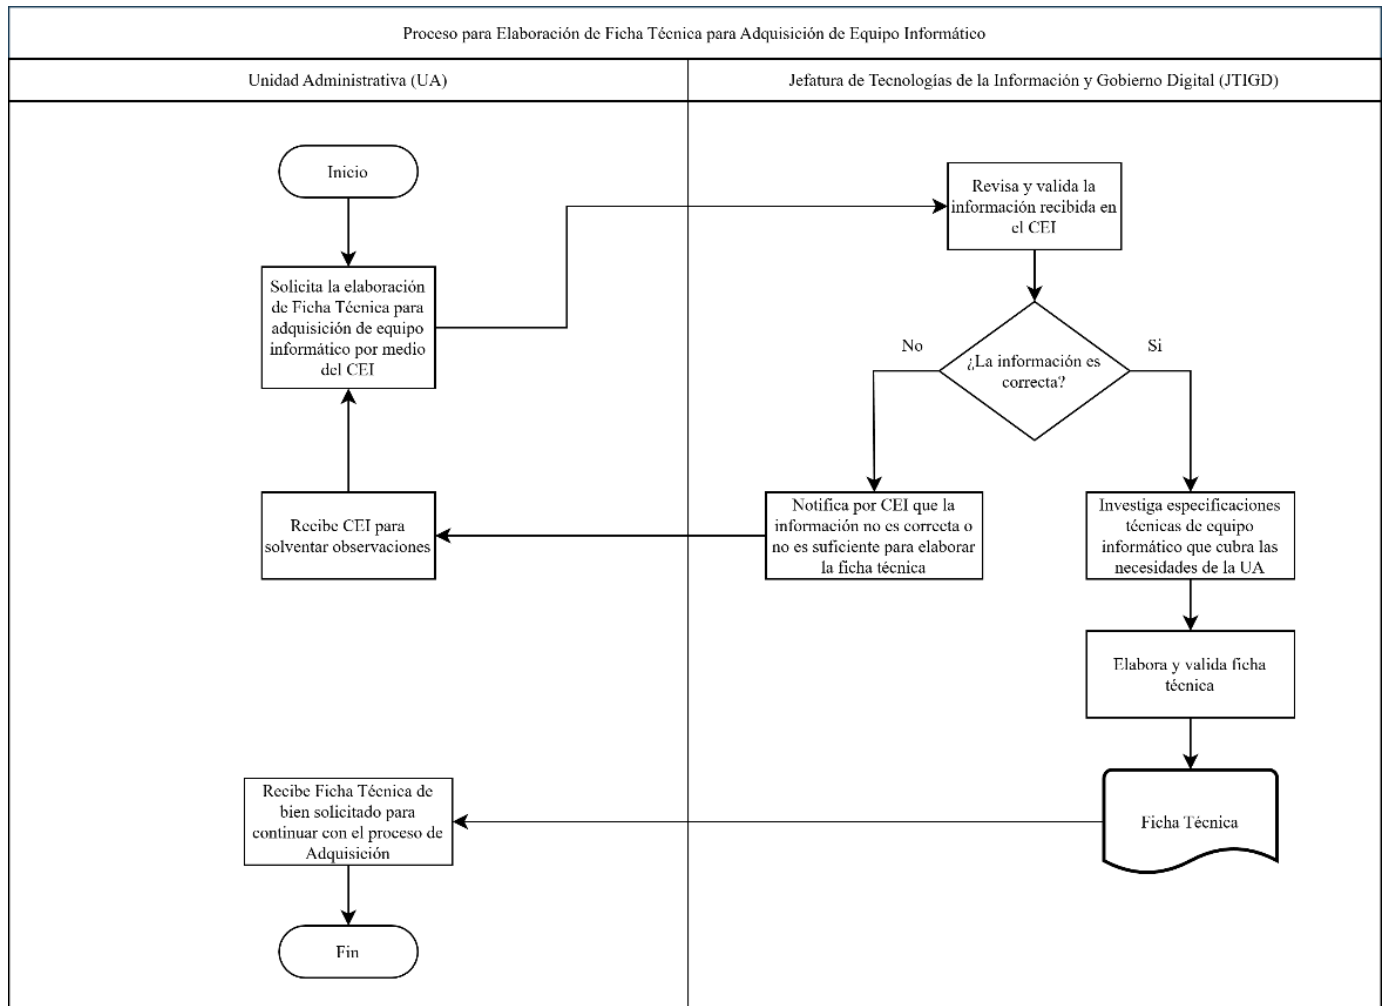 Proceso para Elaboración de Ficha Técnica para Adquisición de Equipo Informático
Unidad Administrativa (UA)
Jefatura de Tecnologías de la Información y Gobierno Digital (JTIGD)
Inicio
Solicita la elaboración
de Ficha Técnica para
adquisición de equipo
informático por medio
del CEI
Revisa y valida la
información recibida en
el CEI
¿La información es
correcta?
No
Si
Notifica por CEI que la
información no es correcta o
no es suficiente para elaborar
la ficha técnica
Recibe CEI para
solventar observaciones
Investiga especificaciones
técnicas de equipo
informático que cubra las
necesidades de la UA
Elabora y valida ficha
técnica
Ficha Técnica
Recibe Ficha Técnica de
bien solicitado para
continuar con el proceso de
Adquisición
Fin